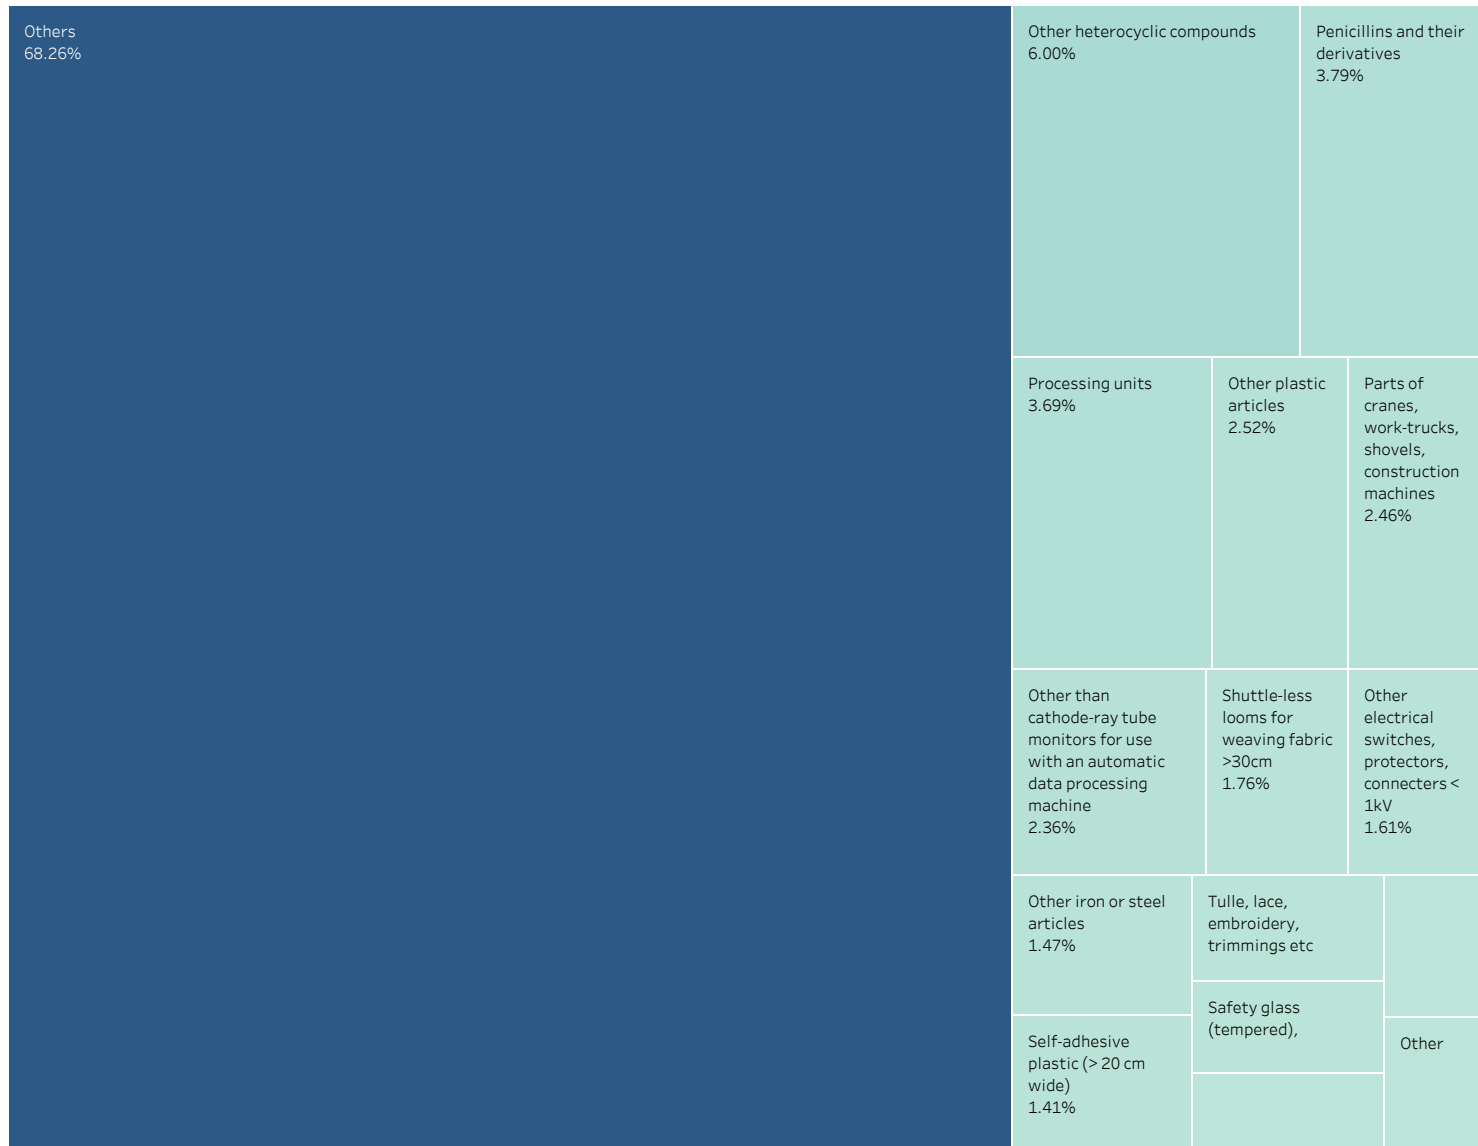 Others
68.26%
Other heterocyclic compounds
6.00%
Penicillins and their
derivatives
3.79%
Processing units
3.69%
Other plastic
articles
2.52%
Parts of
cranes,
work-trucks,
shovels,
construction
machines
2.46%
Other than
cathode-ray tube
monitors for use
with an automatic
data processing
machine
2.36%
Shuttle-less
looms for
weaving fabric
>30cm
1.76%
Other
electrical
switches,
protectors,
connecters <
1kV
1.61%
Other iron or steel
articles
1.47%
Self-adhesive
plastic (> 20 cm
wide)
1.41%
Tulle, lace,
embroidery,
trimmings etc
Safety glass
(tempered),
Other